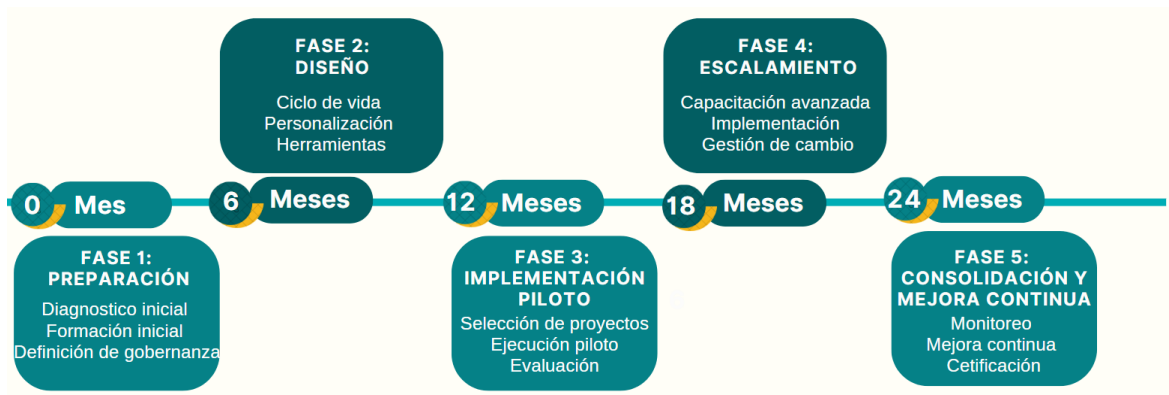 FASE 2:
DISEÑO
Ciclo de vida
Personalización
Herramientas
FASE 4:
ESCALAMIENTO
Capacitación avanzada
Implementación
Gestión de cambio
0 Mes
6 Meses
12 Meses
18 Meses
24 Meses
FASE 1:
PREPARACIÓN
Diagnostico inicial
Formación inicial
Definición de gobernanza
FASE 3:
IMPLEMENTACIÓN
PILOTO
Selección de proyectos
Ejecución piloto
Evaluación
FASE 5:
CONSOLIDACIÓN Y
MEJORA CONTINUA
Monitoreo
Mejora continua
Cetificación